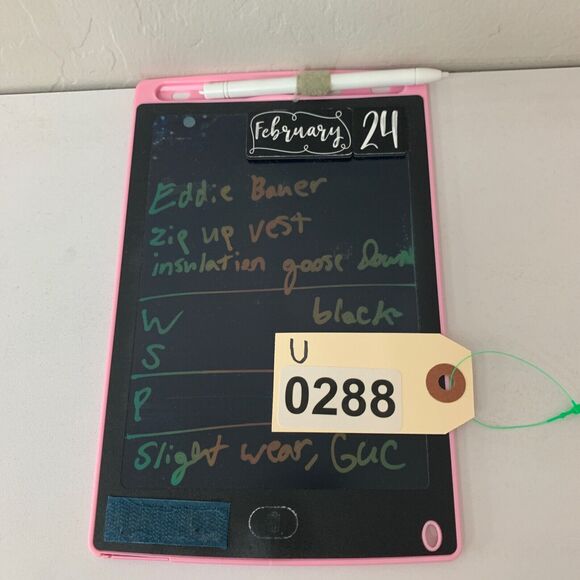 February 24
Eddie Bauer
zip up vest
insulation goose down
W black
S
U
0288
P
Slight wear, GUC